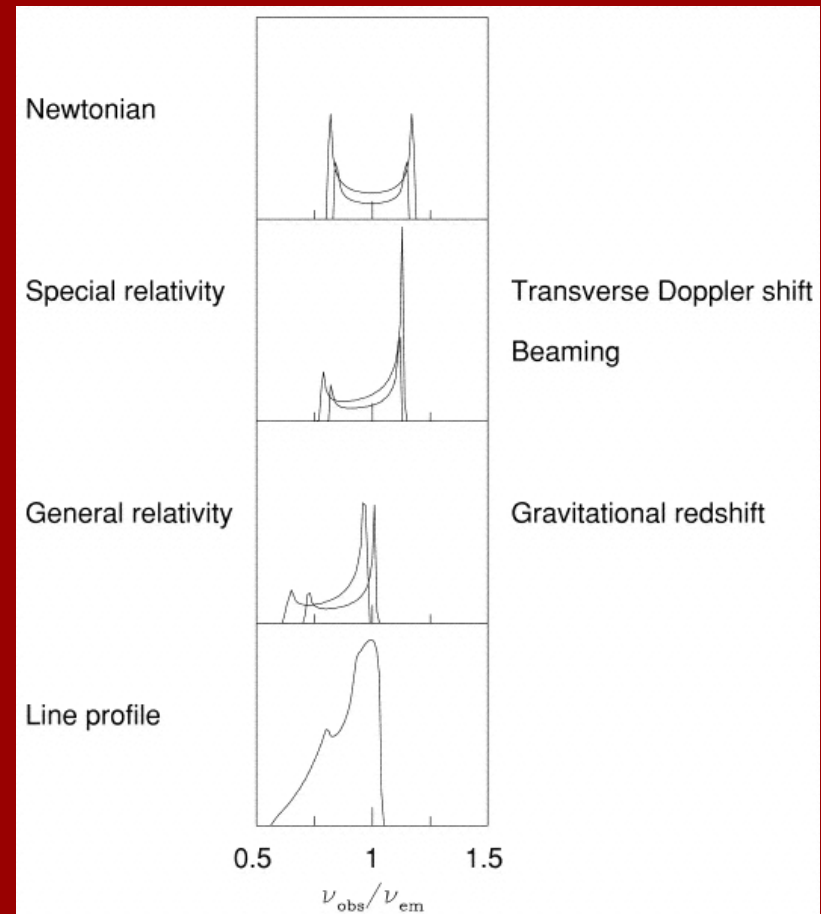 Newtonian
Special relativity
Transverse Doppler shift
Beaming
General relativity
Gravitational redshift
Line profile
0.5 1 1.5
ν_obs/ν_em